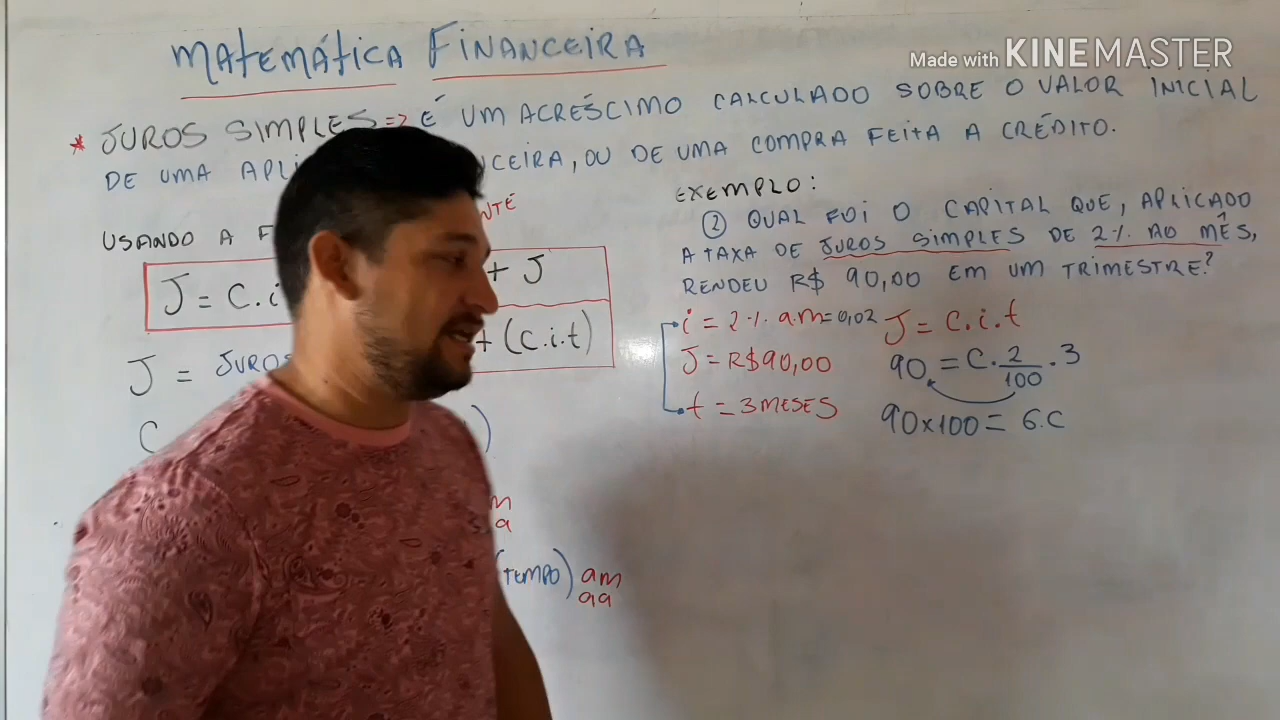 MATEMÁTICA FINANCEIRA
Made with KINEMASTER
* JUROS SIMPLES => É UM ACRÉSCIMO CALCULADO SOBRE O VALOR INICIAL
DE UMA APLI NCEIRA, OU DE UMA COMPRA FEITA A CRÉDITO.
USANDO A F
NTE
J = C.i
+ J
+ (C.i.t)
J = JUROS
C )
m
a
(TEMPO) am
aa
EXEMPLO:
② QUAL FOI O CAPITAL QUE, APLICADO
A TAXA DE JUROS SIMPLES DE 2% AO MÊS,
RENDEU R$ 90,00 EM UM TRIMESTRE?
i = 2% a.m = 0,02
J = R$90,00
t = 3 MESES
J = C.i.t
90 = C . 2/100 . 3
90x100 = 6.C